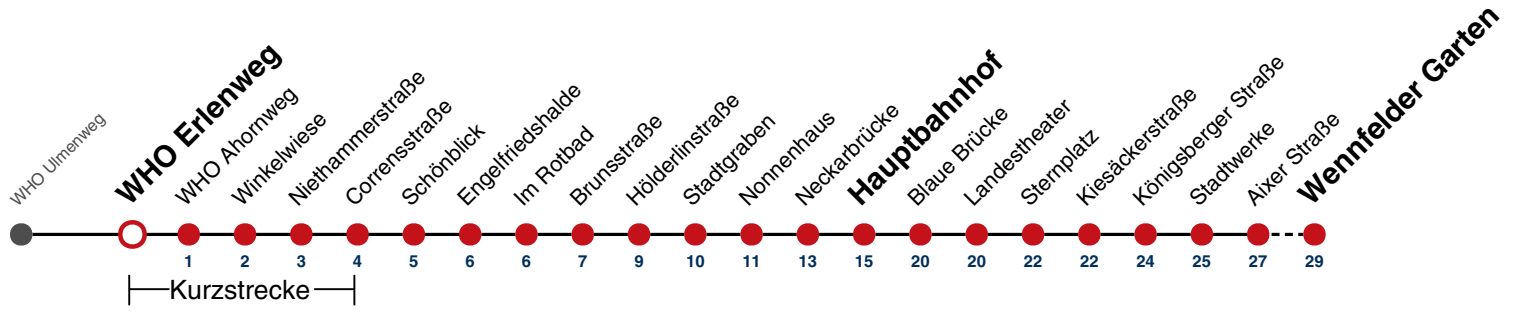 WHO Ulmenweg
WHO Erlenweg
WHO Ahornweg
Winkelwiese
Niethammerstraße
Corrensstraße
Schönblick
Engelfriedshalde
Im Rotbad
Brunsstraße
Hölderlinstraße
Stadtgraben
Nonnenhaus
Neckarbrücke
Hauptbahnhof
Blaue Brücke
Landestheater
Sternplatz
Kiesäckerstraße
Königsberger Straße
Stadtwerke
Aixer Straße
Wennfelder Garten
1 2 3 4 5 6 6 7 9 10 11 13 15 20 20 22 22 24 25 27 29
Kurzstrecke